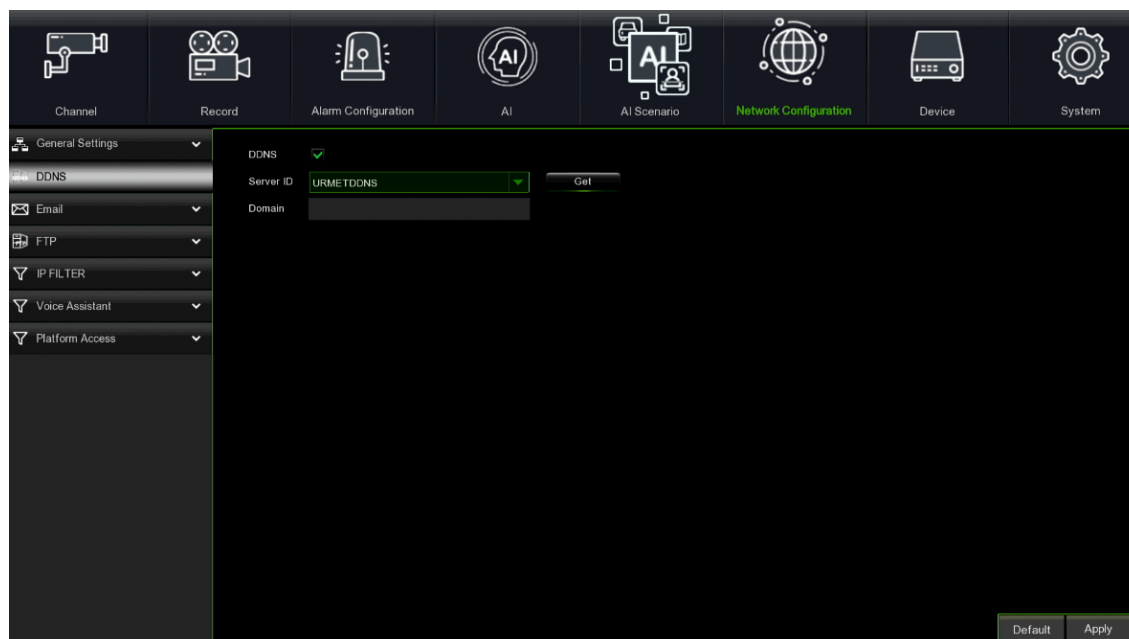 Channel
Record
Alarm Configuration
AI
AI
AI
AI Scenario
Network Configuration
Device
System
General Settings
DDNS
Email
FTP
IP FILTER
Voice Assistant
Platform Access
DDNS
Server ID URMETDDNS Get
Domain
Default Apply